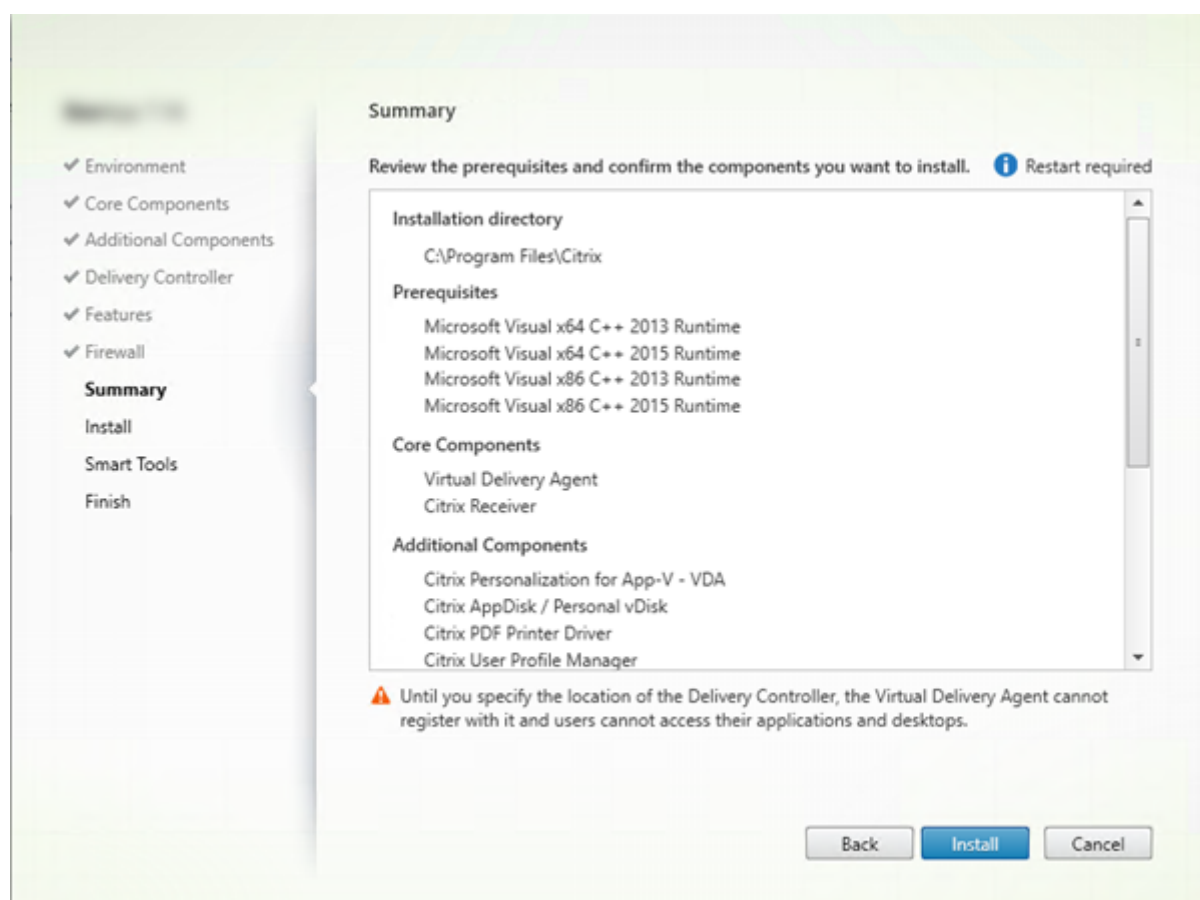 Environment
Core Components
Additional Components
Delivery Controller
Features
Firewall
Summary
Install
Smart Tools
Finish
Summary
Review the prerequisites and confirm the components you want to install.
Restart required
Installation directory
C:\Program Files\Citrix
Prerequisites
Microsoft Visual x64 C++ 2013 Runtime
Microsoft Visual x64 C++ 2015 Runtime
Microsoft Visual x86 C++ 2013 Runtime
Microsoft Visual x86 C++ 2015 Runtime
Core Components
Virtual Delivery Agent
Citrix Receiver
Additional Components
Citrix Personalization for App-V - VDA
Citrix AppDisk / Personal vDisk
Citrix PDF Printer Driver
Citrix User Profile Manager
Until you specify the location of the Delivery Controller, the Virtual Delivery Agent cannot
register with it and users cannot access their applications and desktops.
Back
Install
Cancel